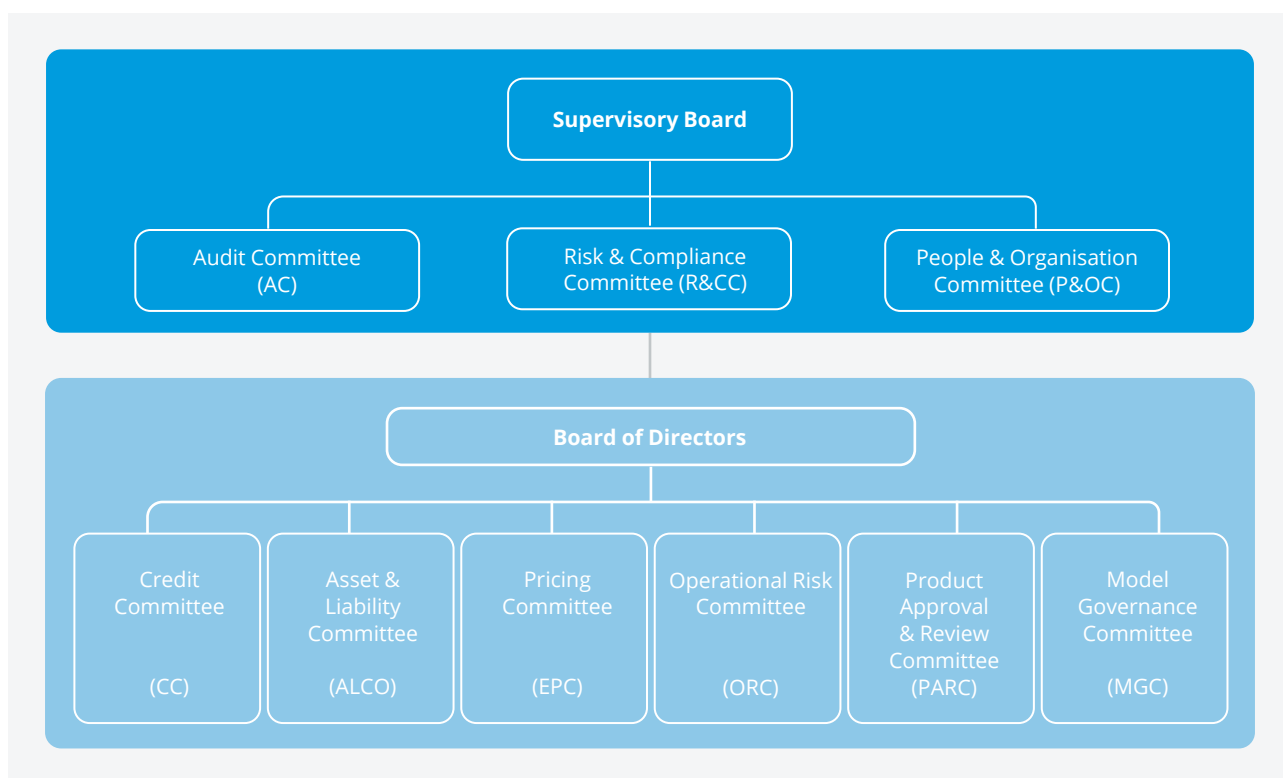 Supervisory Board
Audit Committee
(AC)
Risk & Compliance
Committee (R&CC)
People & Organisation
Committee (P&OC)
Board of Directors
Credit
Committee
(CC)
Asset &
Liability
Committee
(ALCO)
Pricing
Committee
(EPC)
Operational Risk
Committee
(ORC)
Product
Approval
& Review
Committee
(PARC)
Model
Governance
Committee
(MGC)